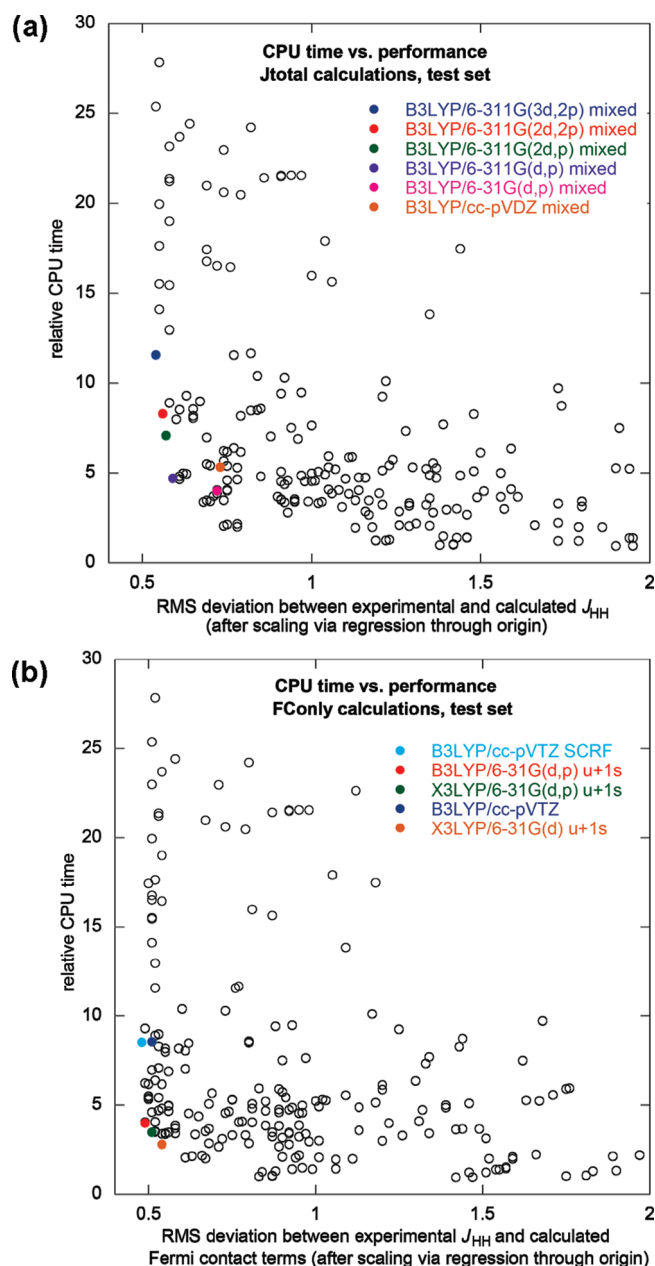 (a)
30
25
20
15
10
5
0
relative CPU time
CPU time vs. performance
Jtotal calculations, test set
B3LYP/6-311G(3d,2p) mixed
B3LYP/6-311G(2d,2p) mixed
B3LYP/6-311G(2d,p) mixed
B3LYP/6-311G(d,p) mixed
B3LYP/6-31G(d,p) mixed
B3LYP/cc-pVDZ mixed
0.5 1 1.5 2
RMS deviation between experimental and calculated JHH
(after scaling via regression through origin)
(b)
30
25
20
15
10
5
0
relative CPU time
CPU time vs. performance
FConly calculations, test set
B3LYP/cc-pVTZ SCRF
B3LYP/6-31G(d,p) u+1s
X3LYP/6-31G(d,p) u+1s
B3LYP/cc-pVTZ
X3LYP/6-31G(d) u+1s
0.5 1 1.5 2
RMS deviation between experimental JHH and calculated
Fermi contact terms (after scaling via regression through origin)